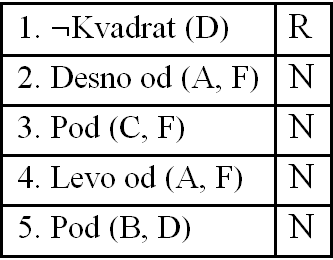 1. ¬Kvadrat (D) R
2. Desno od (A, F) N
3. Pod (C, F) N
4. Levo od (A, F) N
5. Pod (B, D) N